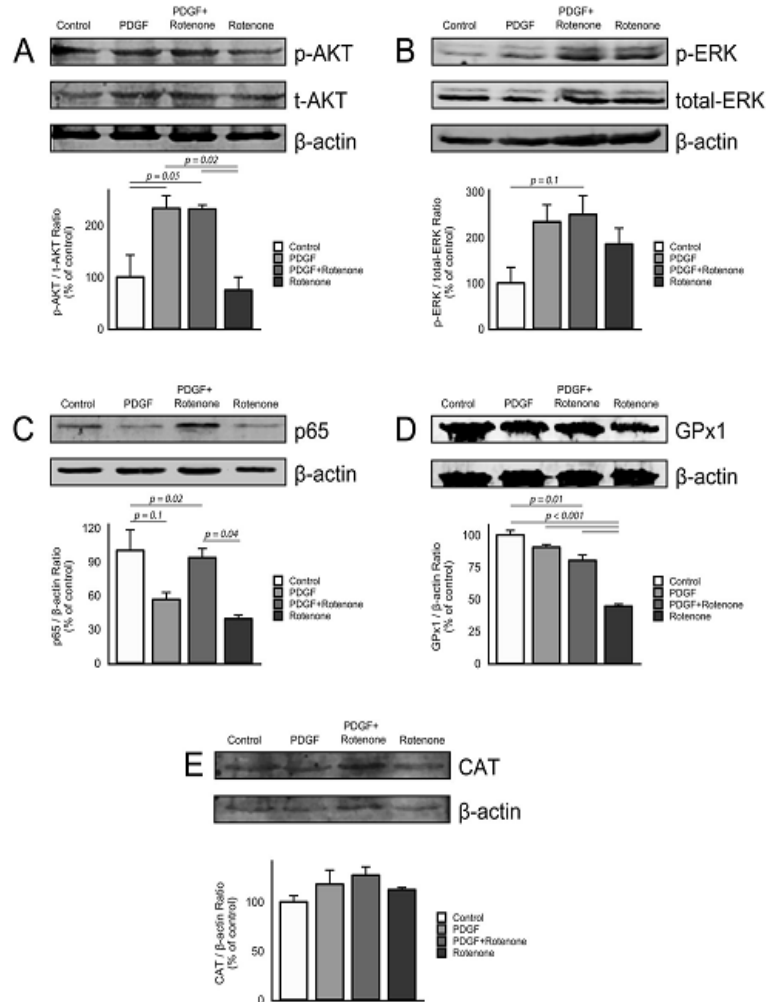 A
Control PDGF PDGF+ Rotenone Rotenone
p-AKT
t-AKT
β-actin
p = 0.02
p = 0.05
p-AKT / t-AKT Ratio
(% of control)
200
100
0
Control
PDGF
PDGF+Rotenone
Rotenone
B
Control PDGF PDGF+ Rotenone Rotenone
p-ERK
total-ERK
β-actin
p = 0.1
p-ERK / total-ERK Ratio
(% of control)
300
200
100
0
Control
PDGF
PDGF+Rotenone
Rotenone
C
Control PDGF PDGF+ Rotenone Rotenone
p65
β-actin
p = 0.02
p = 0.1
p = 0.04
p65 / β-actin Ratio
(% of control)
120
90
60
30
0
Control
PDGF
PDGF+Rotenone
Rotenone
D
Control PDGF PDGF+ Rotenone Rotenone
GPx1
β-actin
p = 0.01
p < 0.001
GPx1 / β-actin Ratio
(% of control)
100
75
50
25
0
Control
PDGF
PDGF+Rotenone
Rotenone
E
Control PDGF PDGF+ Rotenone Rotenone
CAT
β-actin
CAT / β-actin Ratio
(% of control)
100
50
0
Control
PDGF
PDGF+Rotenone
Rotenone